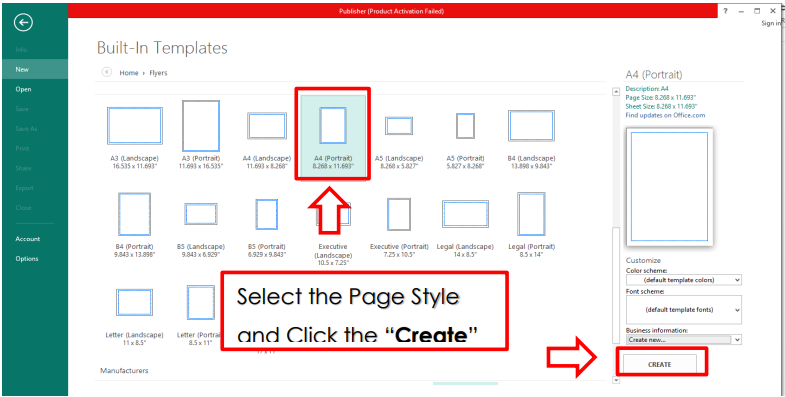 Publisher (Product Activation Failed)
? – □ ✕
Sign in
Info
New
Open
Save
Save As
Print
Share
Export
Close
Account
Options
Built-In Templates
Home › Flyers
A3 (Landscape)
16.535 x 11.693"
A3 (Portrait)
11.693 x 16.535"
A4 (Landscape)
11.693 x 8.268"
A4 (Portrait)
8.268 x 11.693"
A5 (Landscape)
8.268 x 5.827"
A5 (Portrait)
5.827 x 8.268"
B4 (Landscape)
13.898 x 9.843"
B4 (Portrait)
9.843 x 13.898"
B5 (Landscape)
9.843 x 6.929"
B5 (Portrait)
6.929 x 9.843"
Executive
(Landscape)
10.5 x 7.25"
Executive (Portrait)
7.25 x 10.5"
Legal (Landscape)
14 x 8.5"
Legal (Portrait)
8.5 x 14"
Letter (Landscape)
11 x 8.5"
Letter (Portrait)
8.5 x 11"
Select the Page Style
and Click the “Create”
Manufacturers
A4 (Portrait)
Description: A4
Page Size: 8.268 x 11.693"
Sheet Size: 8.268 x 11.693"
Find updates on Office.com
Customize
Color scheme:
(default template colors)
Font scheme:
(default template fonts)
Business information:
Create new...
CREATE